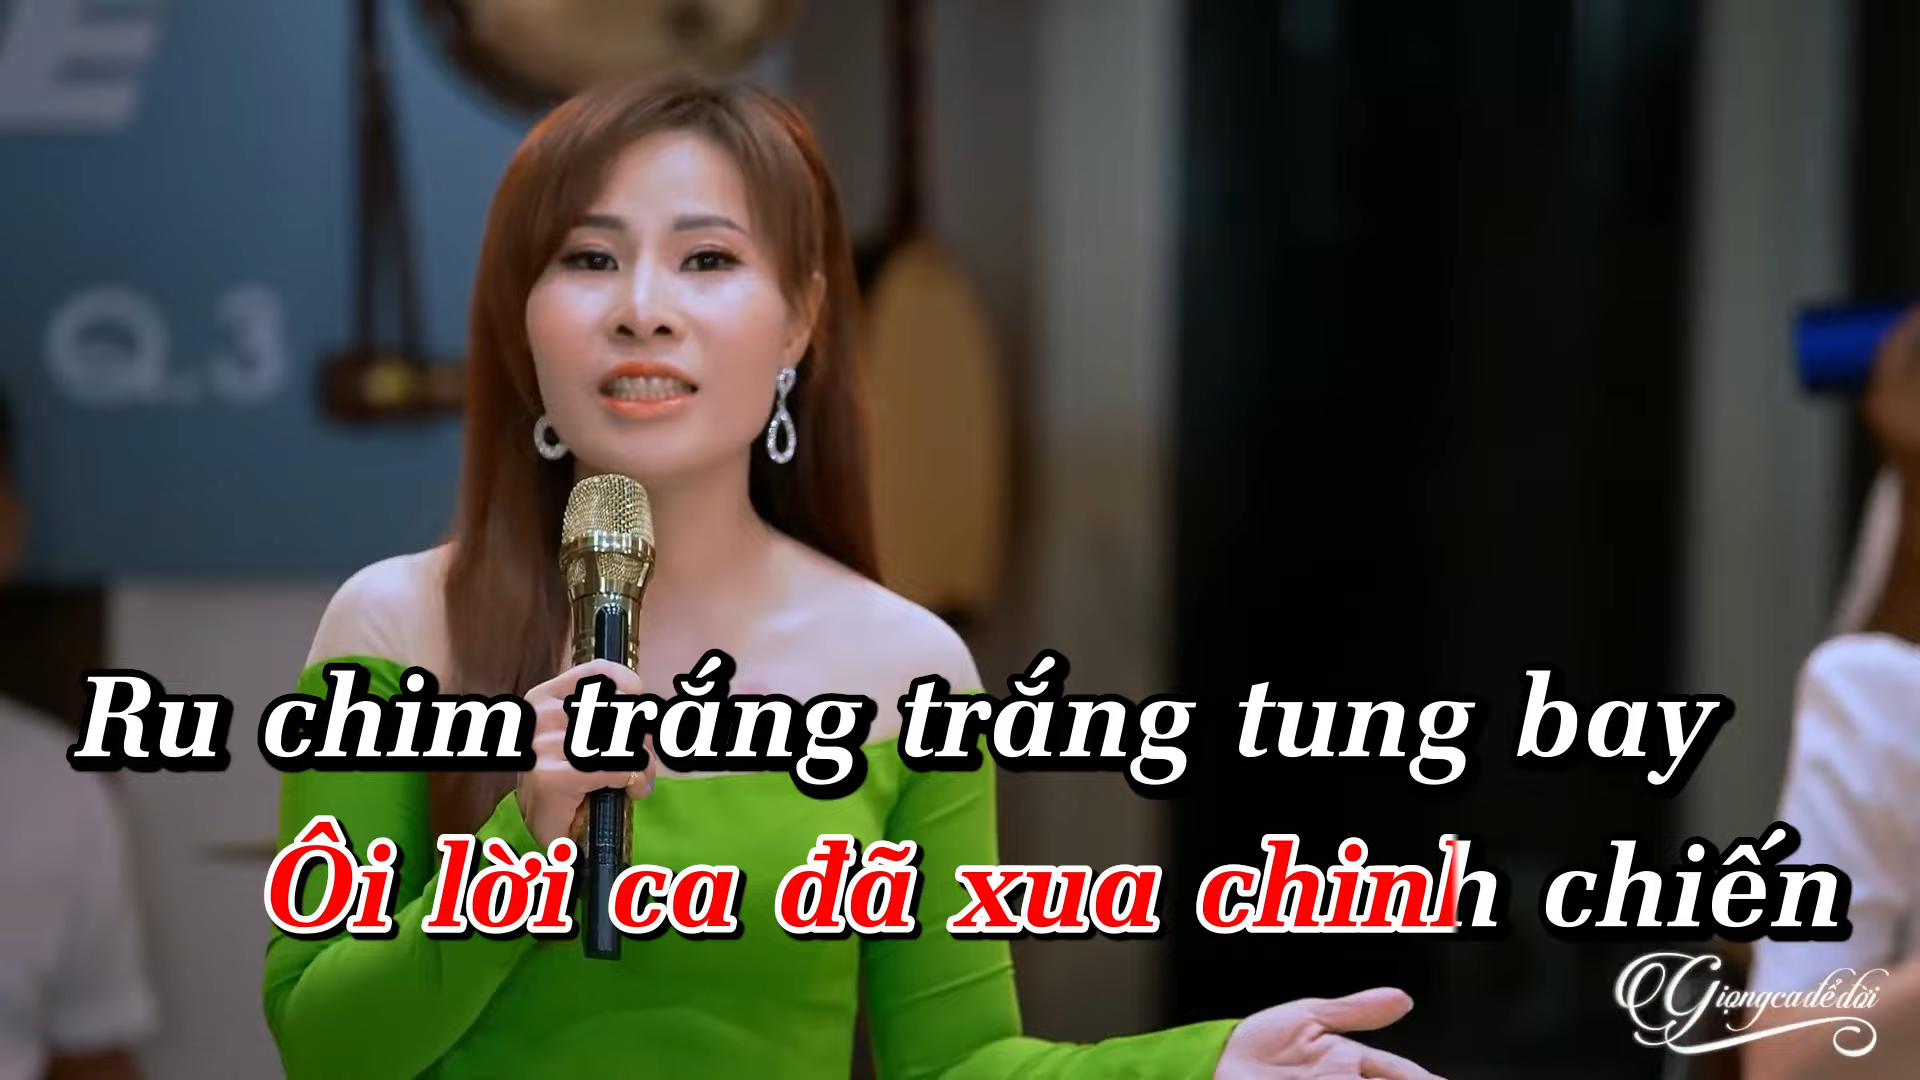 E
Q.3
Ru chim trắng trắng tung bay
Ôi lời ca đã xua chinh chiến
Giọngcađểđời